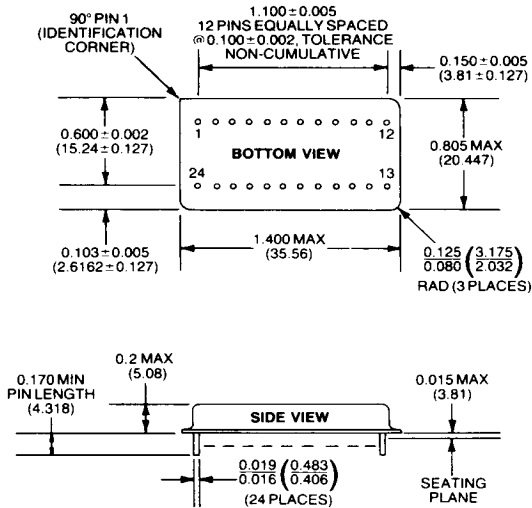 90° PIN 1
(IDENTIFICATION
CORNER)
1.100±0.005
12 PINS EQUALLY SPACED
@ 0.100±0.002, TOLERANCE
NON-CUMULATIVE
0.150±0.005
(3.81±0.127)
0.600±0.002
(15.24±0.127)
1
12
BOTTOM VIEW
24
13
0.805 MAX
(20.447)
0.103±0.005
(2.6162±0.127)
1.400 MAX
(35.56)
0.125 (3.175
0.080 2.032)
RAD (3 PLACES)
0.170 MIN
PIN LENGTH
(4.318)
0.2 MAX
(5.08)
SIDE VIEW
0.015 MAX
(3.81)
0.019 (0.483
0.016 0.406)
(24 PLACES)
SEATING
PLANE